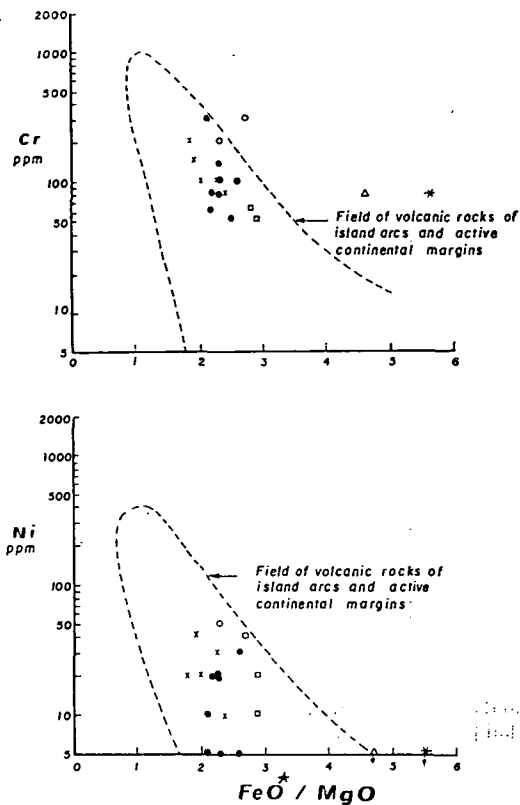 2000
1000
500
Cr
ppm
100
50
10
5
Field of volcanic rocks of
island arcs and active
continental margins
0
1
2
3
4
5
6
2000
1000
500
Ni
ppm
100
50
10
5
Field of volcanic rocks of
island arcs and active
continental margins
0
1
2
3
4
5
6
FeO* / MgO